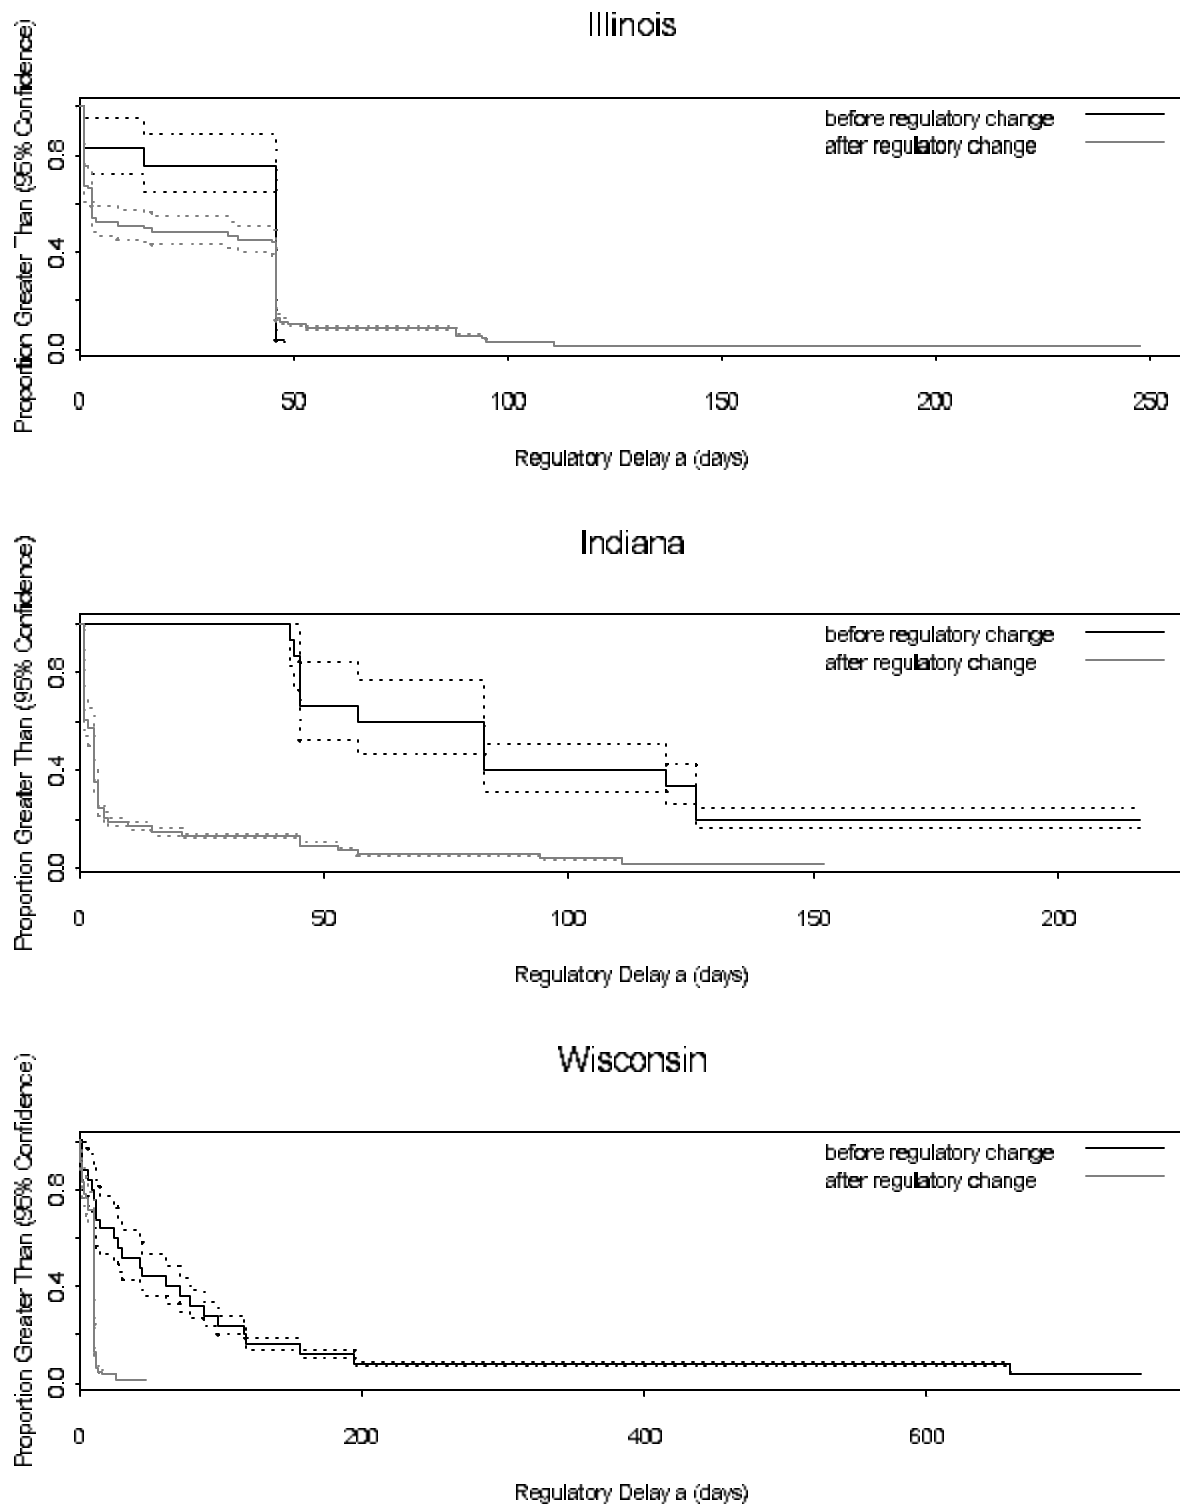 Illinois
Proportion Greater Than (95% Confidence)
0.8
0.4
0.0
before regulatory change
after regulatory change
0 50 100 150 200 250
Regulatory Delay a (days)
Indiana
Proportion Greater Than (95% Confidence)
0.8
0.4
0.0
before regulatory change
after regulatory change
0 50 100 150 200
Regulatory Delay a (days)
Wisconsin
Proportion Greater Than (95% Confidence)
0.8
0.4
0.0
before regulatory change
after regulatory change
0 200 400 600
Regulatory Delay a (days)